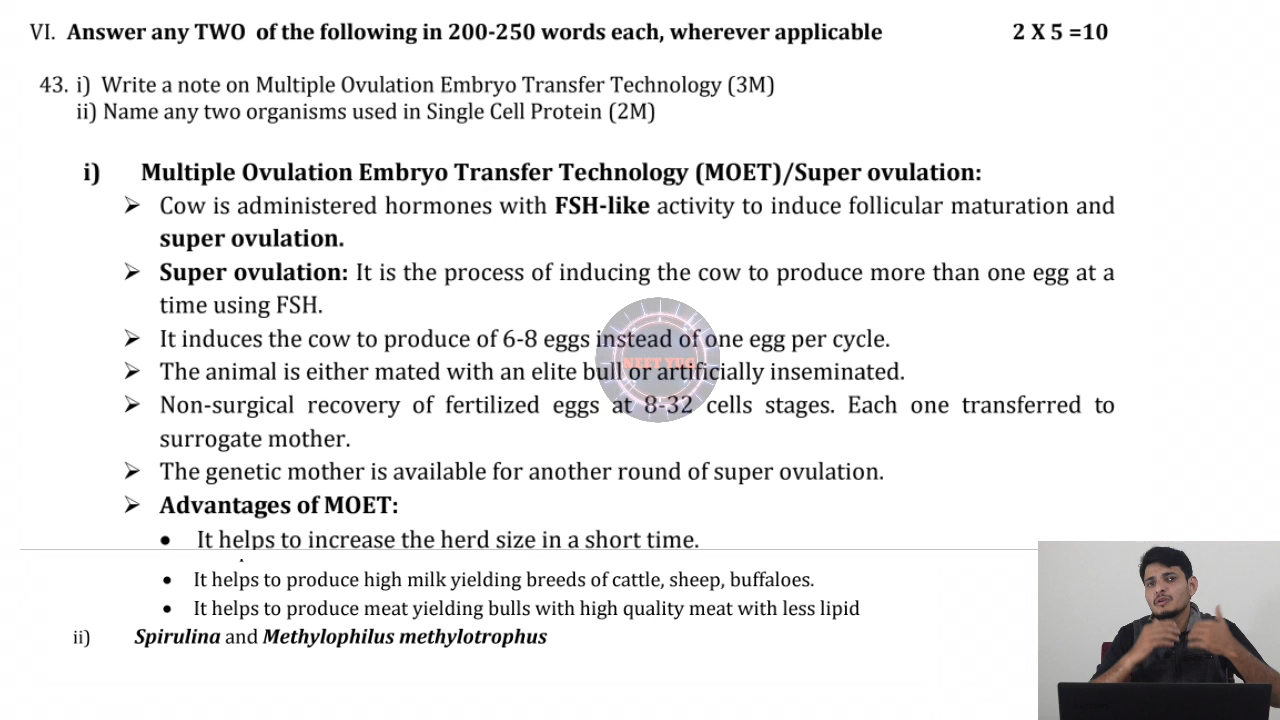 VI. Answer any TWO of the following in 200-250 words each, wherever applicable 2 X 5 =10
43. i) Write a note on Multiple Ovulation Embryo Transfer Technology (3M)
ii) Name any two organisms used in Single Cell Protein (2M)
i) Multiple Ovulation Embryo Transfer Technology (MOET)/Super ovulation:
➢ Cow is administered hormones with FSH-like activity to induce follicular maturation and
super ovulation.
➢ Super ovulation: It is the process of inducing the cow to produce more than one egg at a
time using FSH.
➢ It induces the cow to produce of 6-8 eggs instead of one egg per cycle.
NEET YUG
➢ The animal is either mated with an elite bull or artificially inseminated.
➢ Non-surgical recovery of fertilized eggs at 8-32 cells stages. Each one transferred to
surrogate mother.
➢ The genetic mother is available for another round of super ovulation.
➢ Advantages of MOET:
• It helps to increase the herd size in a short time.
• It helps to produce high milk yielding breeds of cattle, sheep, buffaloes.
• It helps to produce meat yielding bulls with high quality meat with less lipid
ii) Spirulina and Methylophilus methylotrophus